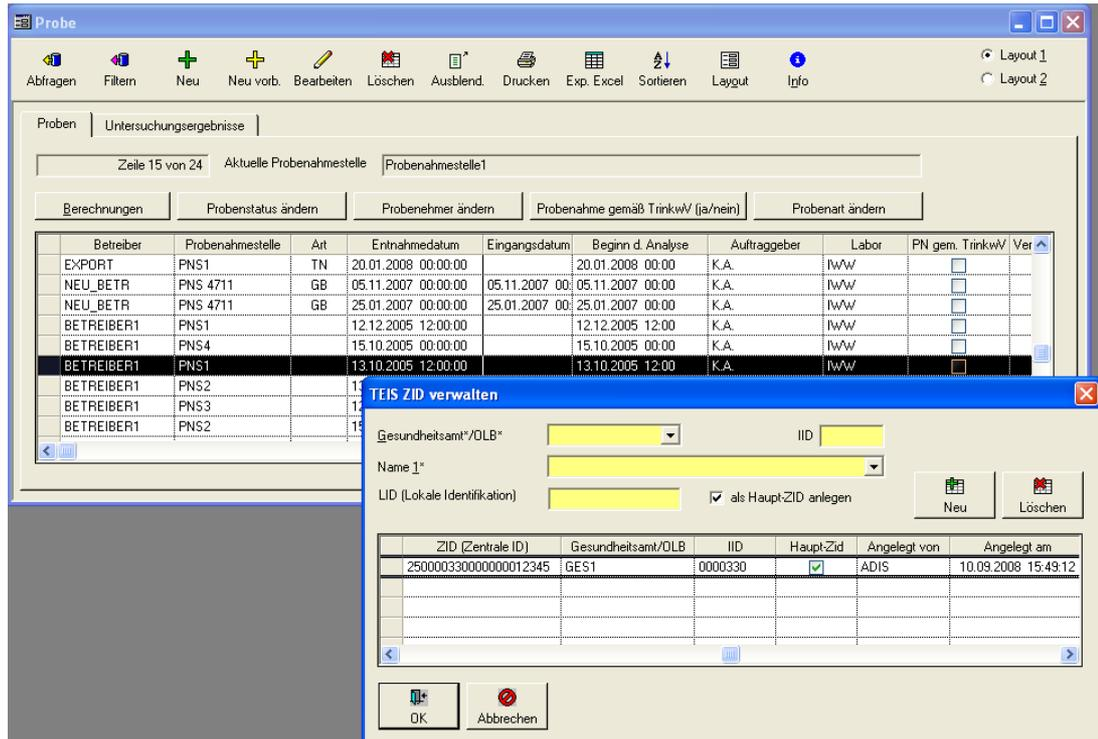 Probe
Abfragen Filtern Neu Neu vorb. Bearbeiten Löschen Ausblend. Drucken Exp. Excel Sortieren Layout Info
Layout 1
Layout 2
Proben Untersuchungsergebnisse
Zeile 15 von 24 Aktuelle Probenahmestelle Probenahmestelle1
Berechnungen Probenstatus ändern Probenehmer ändern Probenahme gemäß TrinkwV (ja/nein) Probenart ändern
Betreiber Probenahmestelle Art Entnahmedatum Eingangsdatum Beginn d. Analyse Auftraggeber Labor PN gem. TrinkwV Ver
EXPORT PNS1 TN 20.01.2008 00:00:00 20.01.2008 00:00 K.A. IWW
NEU_BETR PNS 4711 GB 05.11.2007 00:00:00 05.11.2007 00: 05.11.2007 00:00 K.A. IWW
NEU_BETR PNS 4711 GB 25.01.2007 00:00:00 25.01.2007 00: 25.01.2007 00:00 K.A. IWW
BETREIBER1 PNS1 12.12.2005 12:00:00 12.12.2005 12:00 K.A. IWW
BETREIBER1 PNS4 15.10.2005 00:00:00 15.10.2005 00:00 K.A. IWW
BETREIBER1 PNS1 13.10.2005 12:00:00 13.10.2005 12:00 K.A. IWW
BETREIBER1 PNS2 13
BETREIBER1 PNS3 12
BETREIBER1 PNS2 15
TEIS ZID verwalten
Gesundheitsamt*/OLB* IID
Name 1*
LID (Lokale Identifikation) als Haupt-ZID anlegen
Neu Löschen
ZID (Zentrale ID) Gesundheitsamt/OLB IID Haupt-Zid Angelegt von Angelegt am
250000330000000012345 GES1 0000330 ADIS 10.09.2008 15:49:12
OK Abbrechen